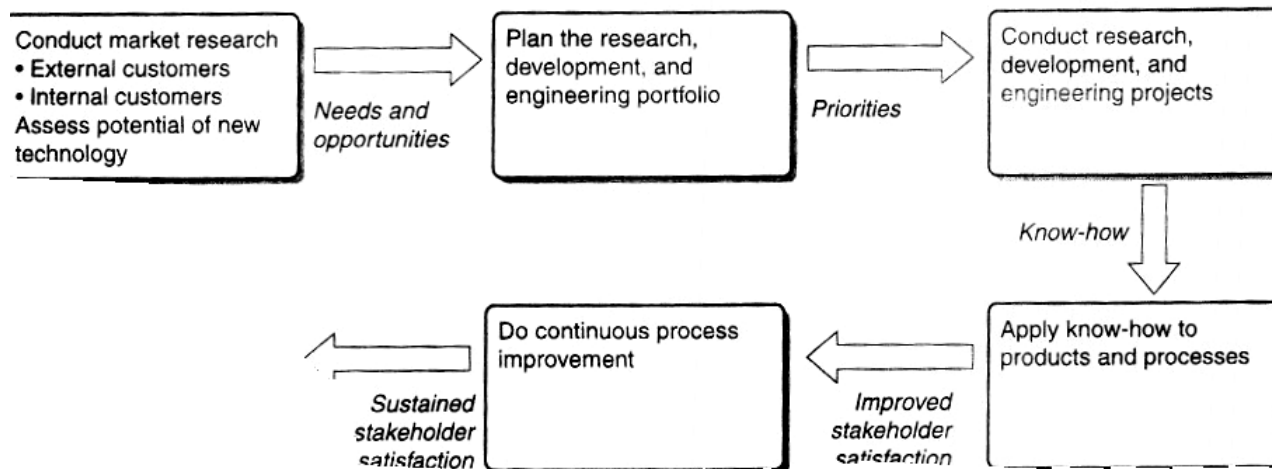 Conduct market research
• External customers
• Internal customers
Assess potential of new
technology
Needs and
opportunities
Plan the research,
development, and
engineering portfolio
Priorities
Conduct research,
development, and
engineering projects
Know-how
Apply know-how to
products and processes
Improved
stakeholder
satisfaction
Do continuous process
improvement
Sustained
stakeholder
satisfaction